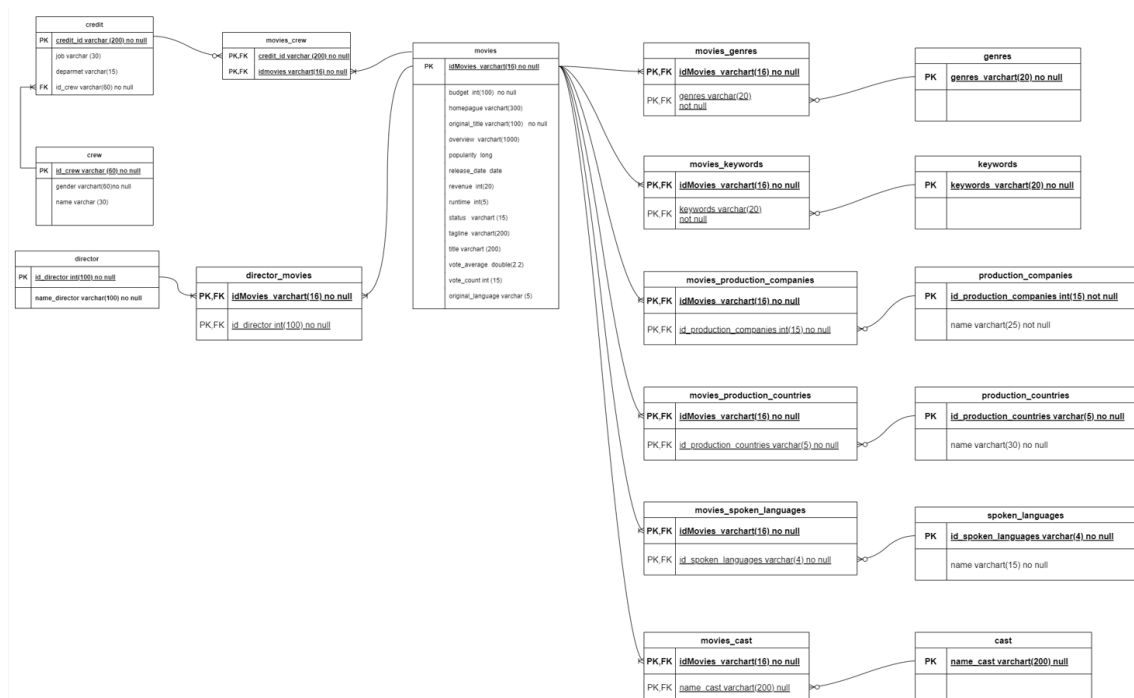 credit
PK credit_id varchar (200) no null
job varchar (30)
deparmet varchar(15)
FK id_crew varchar(60) no null
movies_crew
PK,FK credit_id varchar (200) no null
PK,FK idmovies varchart(16) no null
crew
PK id_crew varchar (60) no null
gender varchart(60)no null
name varchar (30)
director
PK id_director int(100) no null
name_director varchar(100) no null
director_movies
PK,FK idMovies varchart(16) no null
PK,FK id_director int(100) no null
movies
PK idMovies varchart(16) no null
budget int(100) no null
homepague varchart(300)
original_title varchart(100) no null
overview varchart(1000)
popularity long
release_date date
revenue int(20)
runtime int(5)
status varchart (15)
tagline varchart(200)
title varchart (200)
vote_average double(2.2)
vote_count int (15)
original_language varchar (5)
movies_genres
PK,FK idMovies varchart(16) no null
PK,FK genres varchar(20)
not null
genres
PK genres varchart(20) no null
movies_keywords
PK,FK idMovies varchart(16) no null
PK,FK keywords varchar(20)
not null
keywords
PK keywords varchart(20) no null
movies_production_companies
PK,FK idMovies varchart(16) no null
PK,FK id_production_companies int(15) no null
production_companies
PK id_production_companies int(15) not null
name varchart(25) not null
movies_production_countries
PK,FK idMovies varchart(16) no null
PK,FK id_production_countries varchar(5) no null
production_countries
PK id_production_countries varchar(5) no null
name varchart(30) no null
movies_spoken_languages
PK,FK idMovies varchart(16) no null
PK,FK id_spoken_languages varchar(4) no null
spoken_languages
PK id_spoken_languages varchar(4) no null
name varchart(15) no null
movies_cast
PK,FK idMovies varchart(16) no null
PK,FK name_cast varchart(200) null
cast
PK name_cast varchart(200) null